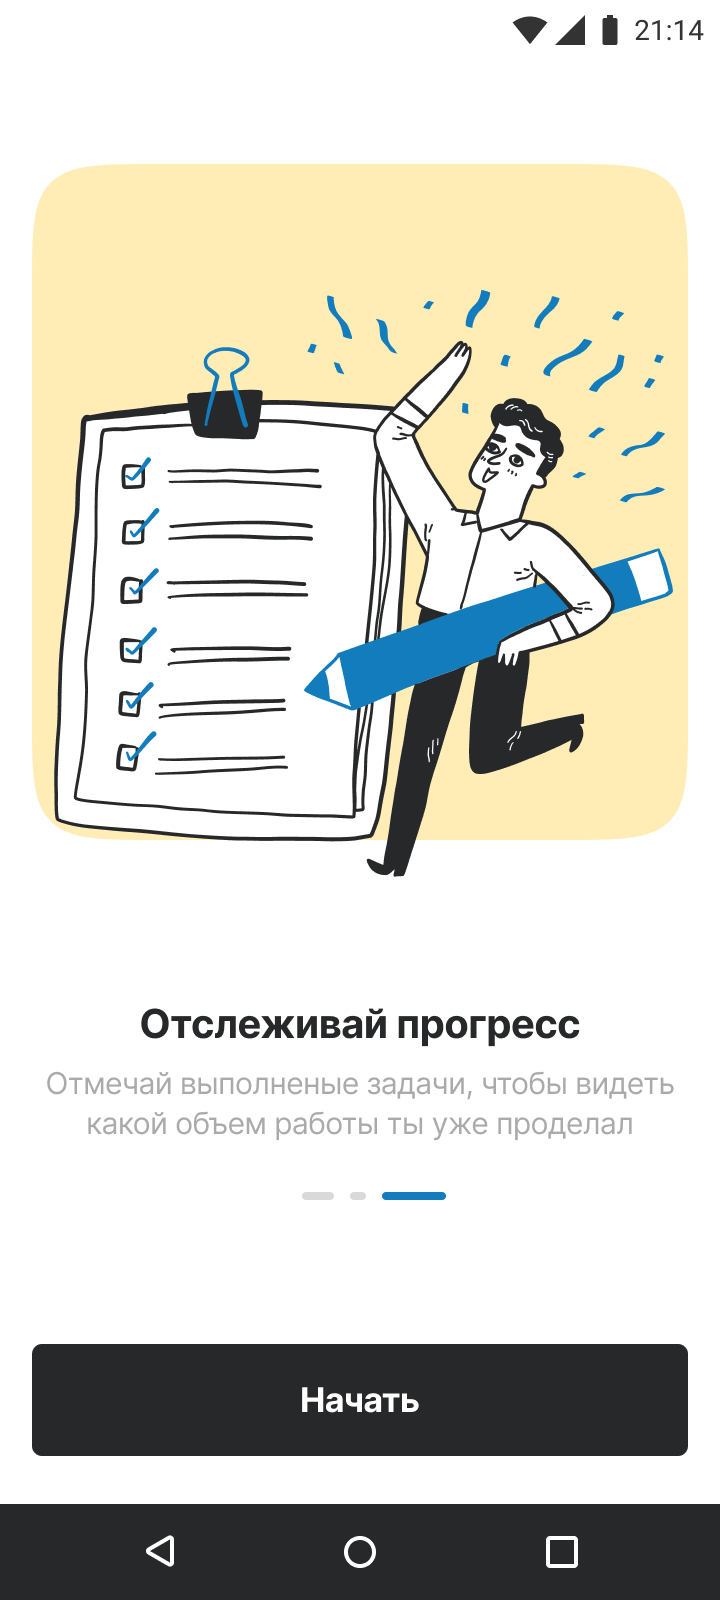 21:14
Отслеживай прогресс
Отмечай выполненые задачи, чтобы видеть
какой объем работы ты уже проделал
Начать